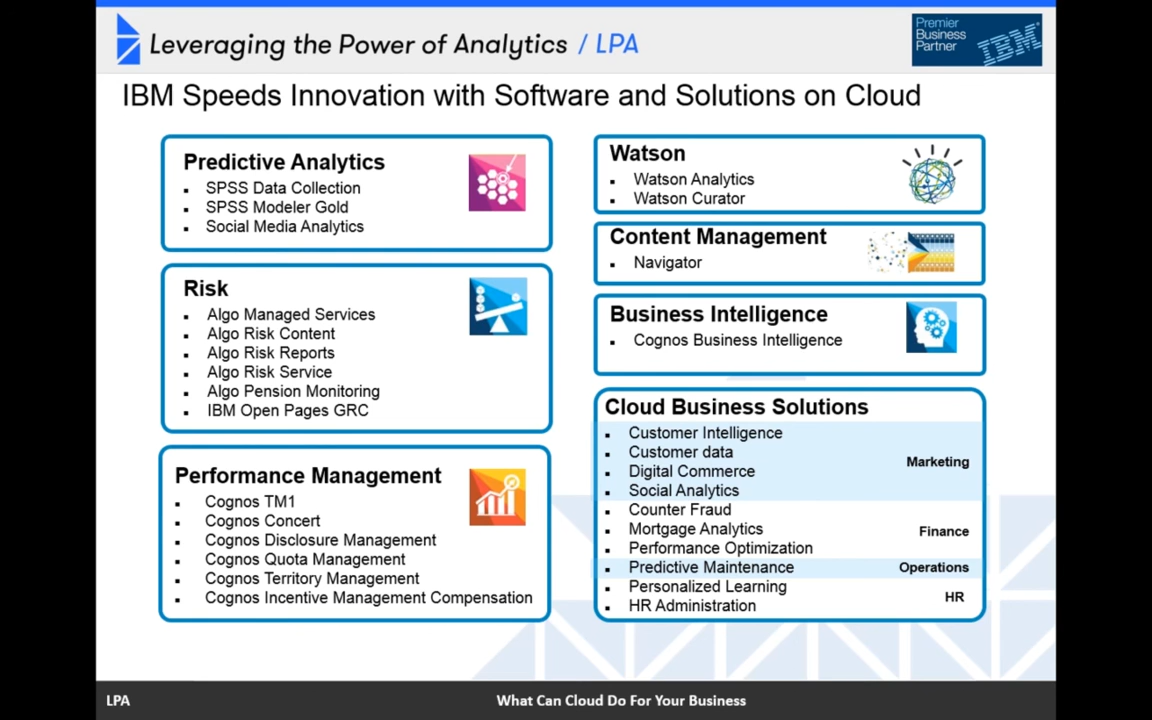 Leveraging the Power of Analytics / LPA
Premier
Business
Partner
IBM
IBM Speeds Innovation with Software and Solutions on Cloud
Predictive Analytics
SPSS Data Collection
SPSS Modeler Gold
Social Media Analytics
Risk
Algo Managed Services
Algo Risk Content
Algo Risk Reports
Algo Risk Service
Algo Pension Monitoring
IBM Open Pages GRC
Performance Management
Cognos TM1
Cognos Concert
Cognos Disclosure Management
Cognos Quota Management
Cognos Territory Management
Cognos Incentive Management Compensation
Watson
Watson Analytics
Watson Curator
Content Management
Navigator
Business Intelligence
Cognos Business Intelligence
Cloud Business Solutions
Customer Intelligence
Customer data
Digital Commerce
Social Analytics
Marketing
Counter Fraud
Mortgage Analytics
Performance Optimization
Finance
Predictive Maintenance
Operations
Personalized Learning
HR Administration
HR
LPA
What Can Cloud Do For Your Business